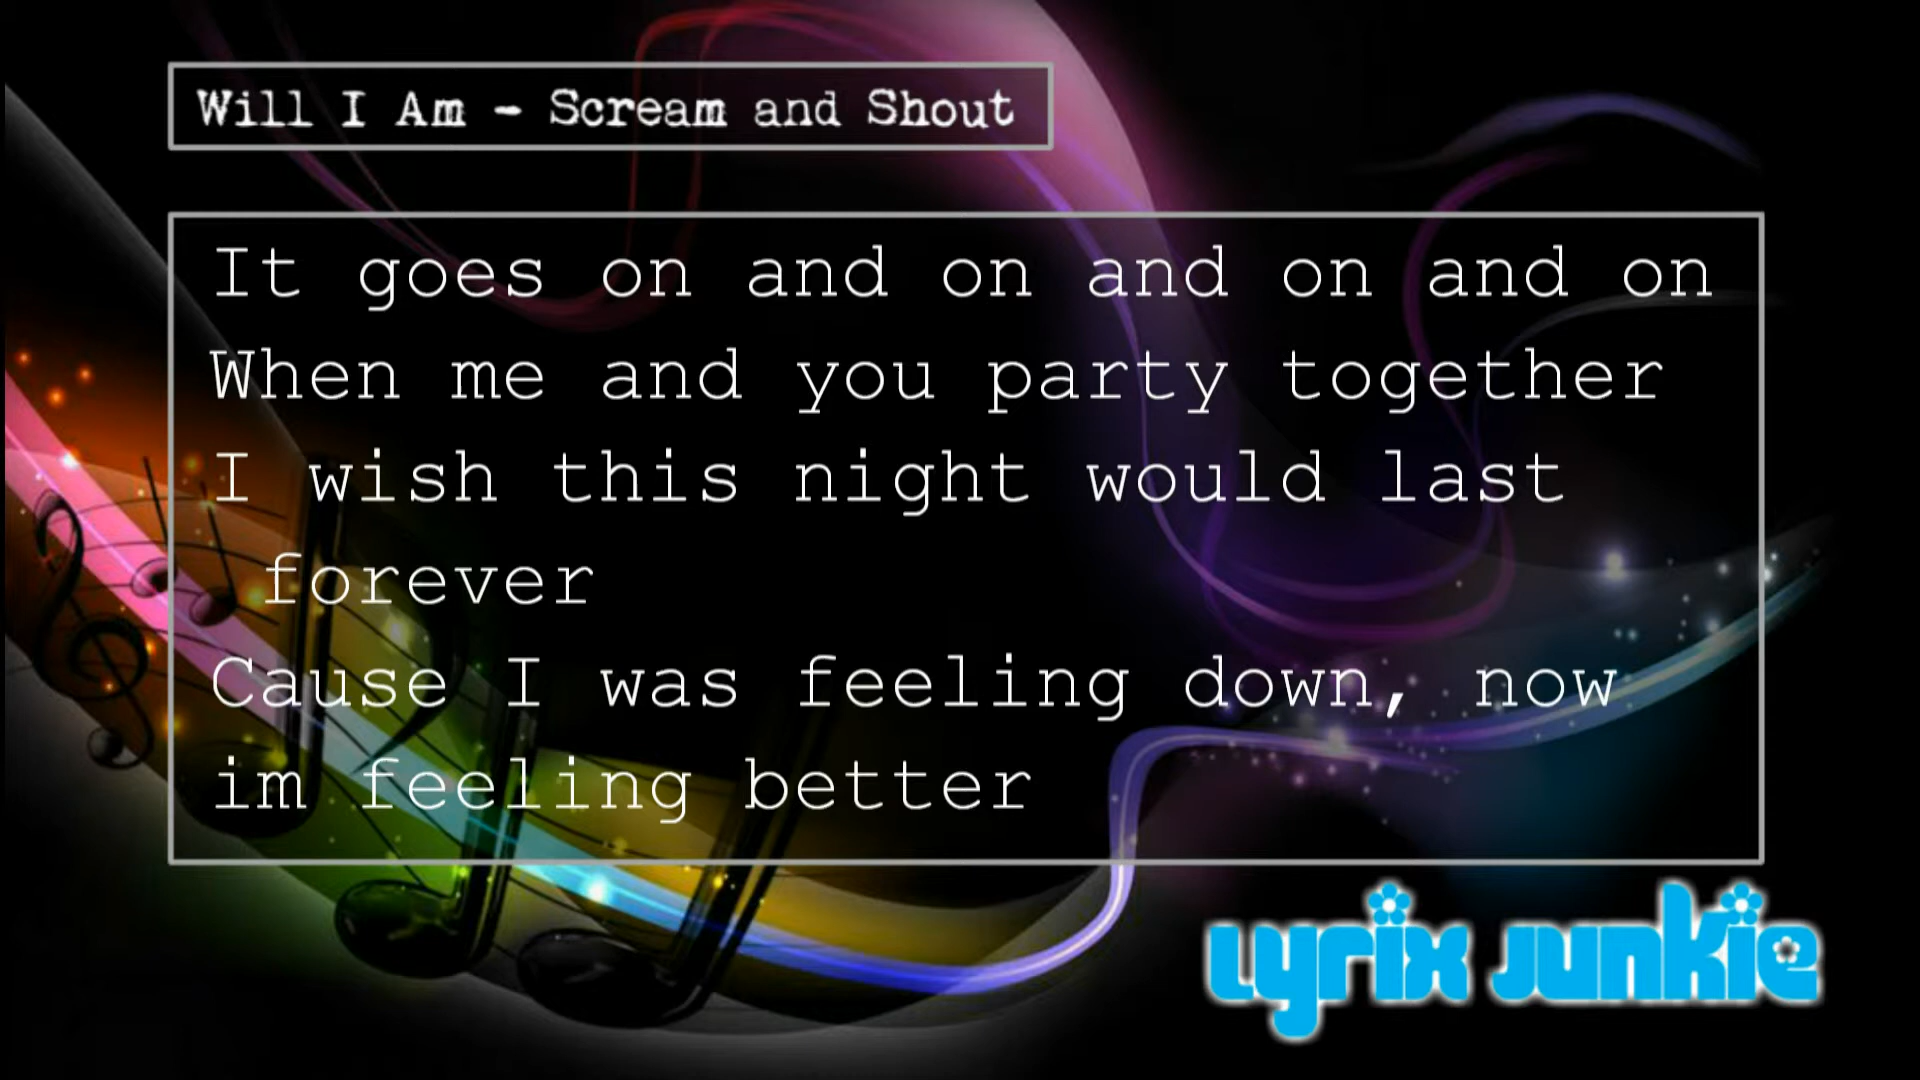 Will I Am - Scream and Shout
It goes on and on and on and on
When me and you party together
I wish this night would last
forever
Cause I was feeling down, now
im feeling better
Lyrix Junkie